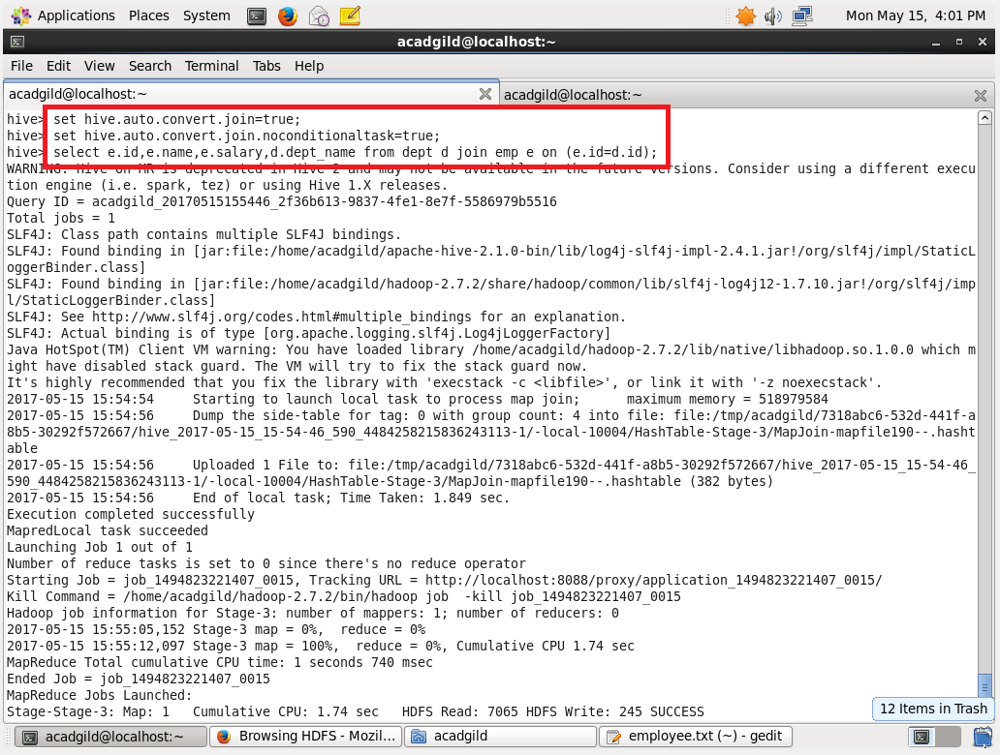 Applications Places System
Mon May 15, 4:01 PM
acadgild@localhost:~
File Edit View Search Terminal Tabs Help
acadgild@localhost:~
acadgild@localhost:~
hive> set hive.auto.convert.join=true;
hive> set hive.auto.convert.join.noconditionaltask=true;
hive> select e.id,e.name,e.salary,d.dept_name from dept d join emp e on (e.id=d.id);
WARNING: Hive-on-MR is deprecated in Hive 2 and may not be available in the future versions. Consider using a different execu
tion engine (i.e. spark, tez) or using Hive 1.X releases.
Query ID = acadgild_20170515155446_2f36b613-9837-4fe1-8e7f-5586979b5516
Total jobs = 1
SLF4J: Class path contains multiple SLF4J bindings.
SLF4J: Found binding in [jar:file:/home/acadgild/apache-hive-2.1.0-bin/lib/log4j-slf4j-impl-2.4.1.jar!/org/slf4j/impl/StaticL
oggerBinder.class]
SLF4J: Found binding in [jar:file:/home/acadgild/hadoop-2.7.2/share/hadoop/common/lib/slf4j-log4j12-1.7.10.jar!/org/slf4j/imp
l/StaticLoggerBinder.class]
SLF4J: See http://www.slf4j.org/codes.html#multiple_bindings for an explanation.
SLF4J: Actual binding is of type [org.apache.logging.slf4j.Log4jLoggerFactory]
Java HotSpot(TM) Client VM warning: You have loaded library /home/acadgild/hadoop-2.7.2/lib/native/libhadoop.so.1.0.0 which m
ight have disabled stack guard. The VM will try to fix the stack guard now.
It's highly recommended that you fix the library with 'execstack -c <libfile>', or link it with '-z noexecstack'.
2017-05-15 15:54:54 Starting to launch local task to process map join; maximum memory = 518979584
2017-05-15 15:54:56 Dump the side-table for tag: 0 with group count: 4 into file: file:/tmp/acadgild/7318abc6-532d-441f-a
8b5-30292f572667/hive_2017-05-15_15-54-46_590_4484258215836243113-1/-local-10004/HashTable-Stage-3/MapJoin-mapfile190--.hasht
able
2017-05-15 15:54:56 Uploaded 1 File to: file:/tmp/acadgild/7318abc6-532d-441f-a8b5-30292f572667/hive_2017-05-15_15-54-46_
590_4484258215836243113-1/-local-10004/HashTable-Stage-3/MapJoin-mapfile190--.hashtable (382 bytes)
2017-05-15 15:54:56 End of local task; Time Taken: 1.849 sec.
Execution completed successfully
MapredLocal task succeeded
Launching Job 1 out of 1
Number of reduce tasks is set to 0 since there's no reduce operator
Starting Job = job_1494823221407_0015, Tracking URL = http://localhost:8088/proxy/application_1494823221407_0015/
Kill Command = /home/acadgild/hadoop-2.7.2/bin/hadoop job -kill job_1494823221407_0015
Hadoop job information for Stage-3: number of mappers: 1; number of reducers: 0
2017-05-15 15:55:05,152 Stage-3 map = 0%, reduce = 0%
2017-05-15 15:55:12,097 Stage-3 map = 100%, reduce = 0%, Cumulative CPU 1.74 sec
MapReduce Total cumulative CPU time: 1 seconds 740 msec
Ended Job = job_1494823221407_0015
MapReduce Jobs Launched:
Stage-Stage-3: Map: 1 Cumulative CPU: 1.74 sec HDFS Read: 7065 HDFS Write: 245 SUCCESS
12 Items in Trash
acadgild@localhost:~
Browsing HDFS - Mozil...
acadgild
employee.txt (~) - gedit